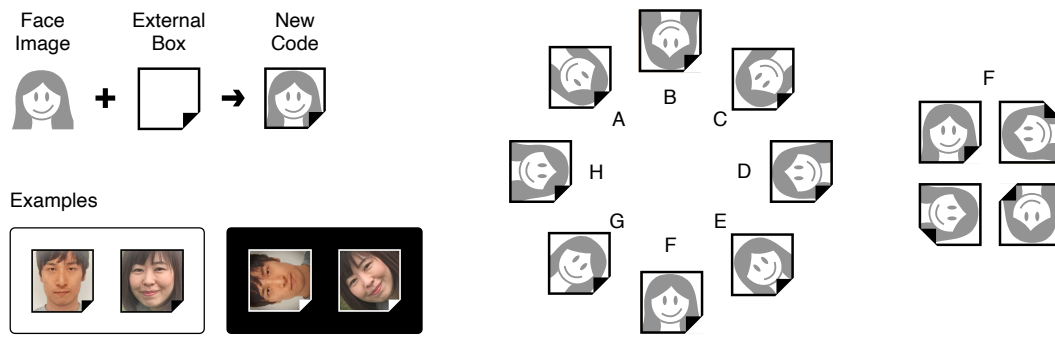 Face
Image
External
Box
New
Code
Examples
A
B
C
H
D
G
F
E
F